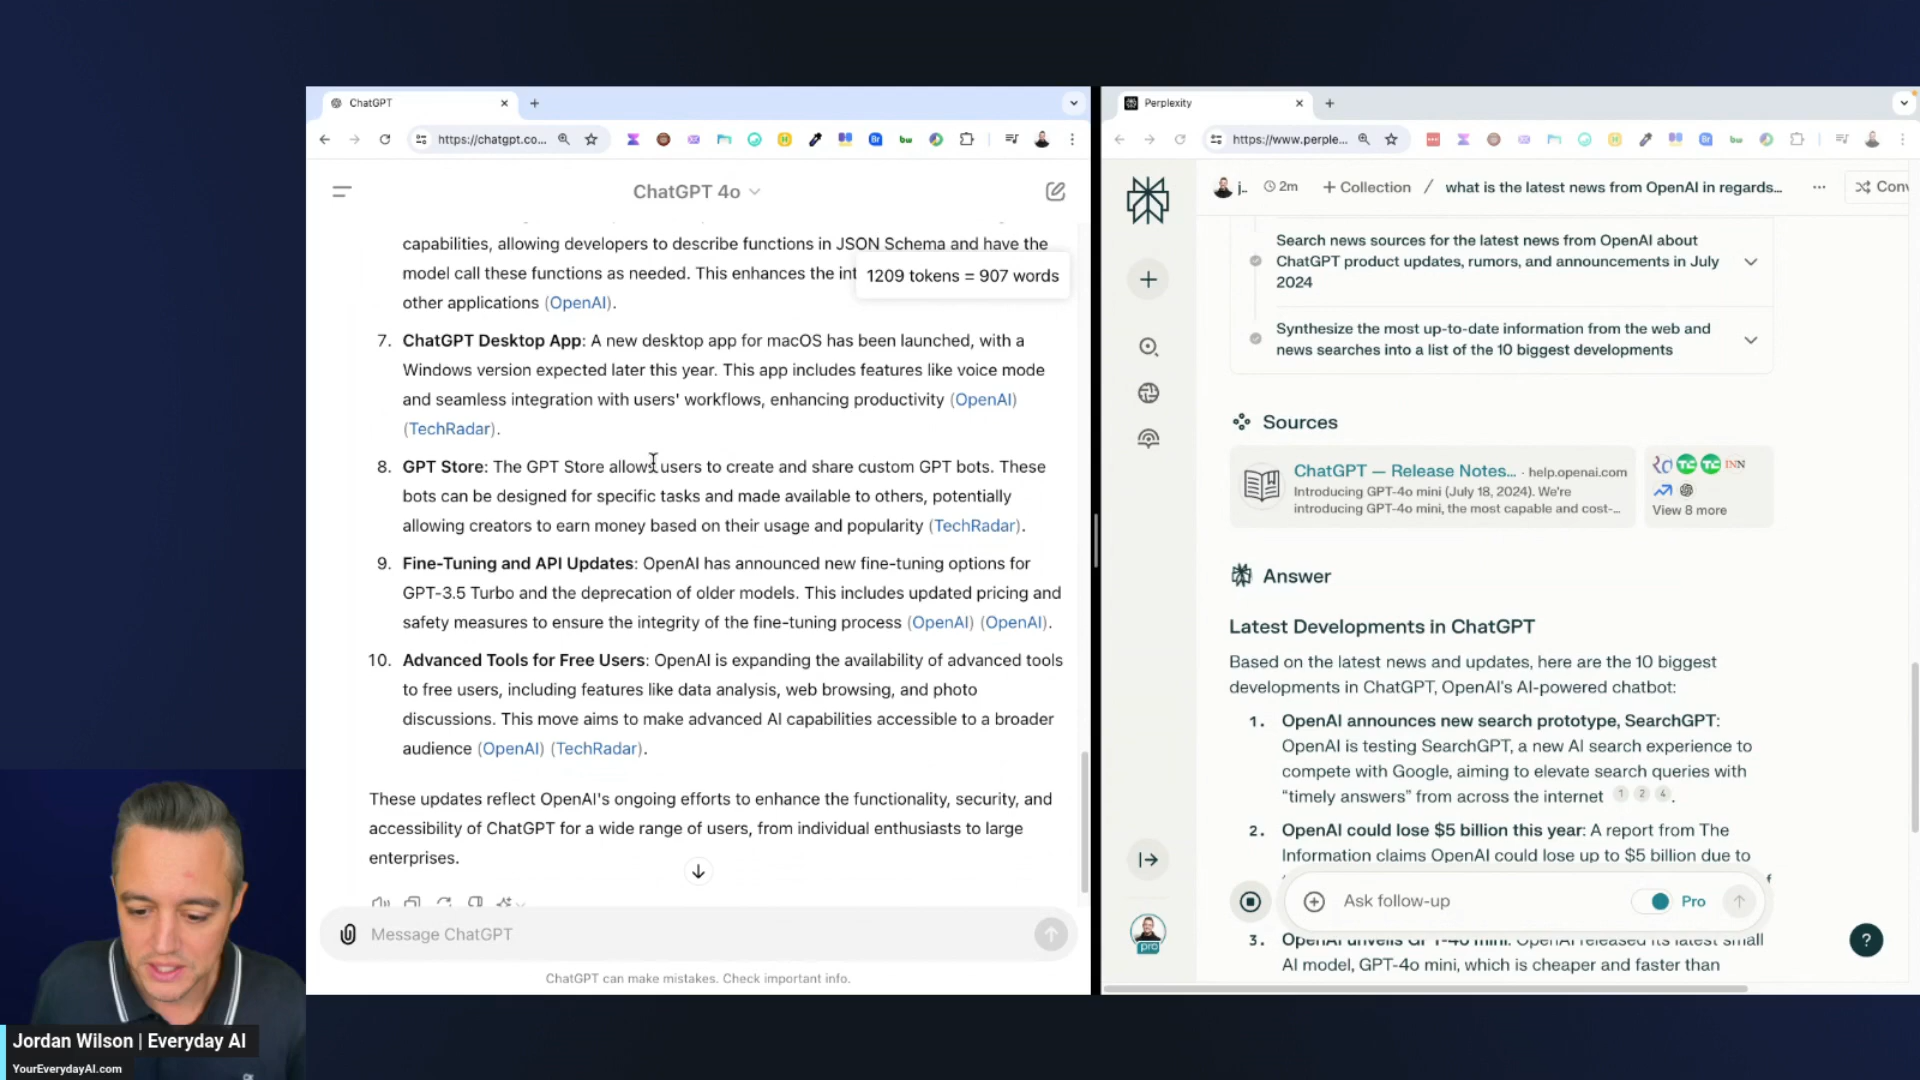 ChatGPT
https://chatgpt.co...
ChatGPT 4o
capabilities, allowing developers to describe functions in JSON Schema and have the
model call these functions as needed. This enhances the int
1209 tokens = 907 words
other applications (OpenAI).
7. ChatGPT Desktop App: A new desktop app for macOS has been launched, with a
Windows version expected later this year. This app includes features like voice mode
and seamless integration with users' workflows, enhancing productivity (OpenAI)
(TechRadar).
8. GPT Store: The GPT Store allows users to create and share custom GPT bots. These
bots can be designed for specific tasks and made available to others, potentially
allowing creators to earn money based on their usage and popularity (TechRadar).
9. Fine-Tuning and API Updates: OpenAI has announced new fine-tuning options for
GPT-3.5 Turbo and the deprecation of older models. This includes updated pricing and
safety measures to ensure the integrity of the fine-tuning process (OpenAI) (OpenAI).
10. Advanced Tools for Free Users: OpenAI is expanding the availability of advanced tools
to free users, including features like data analysis, web browsing, and photo
discussions. This move aims to make advanced AI capabilities accessible to a broader
audience (OpenAI) (TechRadar).
These updates reflect OpenAI's ongoing efforts to enhance the functionality, security, and
accessibility of ChatGPT for a wide range of users, from individual enthusiasts to large
enterprises.
Message ChatGPT
ChatGPT can make mistakes. Check important info.
Perplexity
https://www.perple...
j.. 2m + Collection / what is the latest news from OpenAI in regards... ... Conv
Search news sources for the latest news from OpenAI about
ChatGPT product updates, rumors, and announcements in July
2024
Synthesize the most up-to-date information from the web and
news searches into a list of the 10 biggest developments
Sources
ChatGPT — Release Notes... · help.openai.com
Introducing GPT-4o mini (July 18, 2024). We're
introducing GPT-4o mini, the most capable and cost-...
INN
View 8 more
Answer
Latest Developments in ChatGPT
Based on the latest news and updates, here are the 10 biggest
developments in ChatGPT, OpenAI's AI-powered chatbot:
1. OpenAI announces new search prototype, SearchGPT:
OpenAI is testing SearchGPT, a new AI search experience to
compete with Google, aiming to elevate search queries with
“timely answers” from across the internet 1 2 4.
2. OpenAI could lose $5 billion this year: A report from The
Information claims OpenAI could lose up to $5 billion due to
Ask follow-up
Pro
3. OpenAI unveils GPT-4o mini: OpenAI released its latest small
AI model, GPT-4o mini, which is cheaper and faster than
pro
?
Jordan Wilson | Everyday AI
YourEverydayAI.com